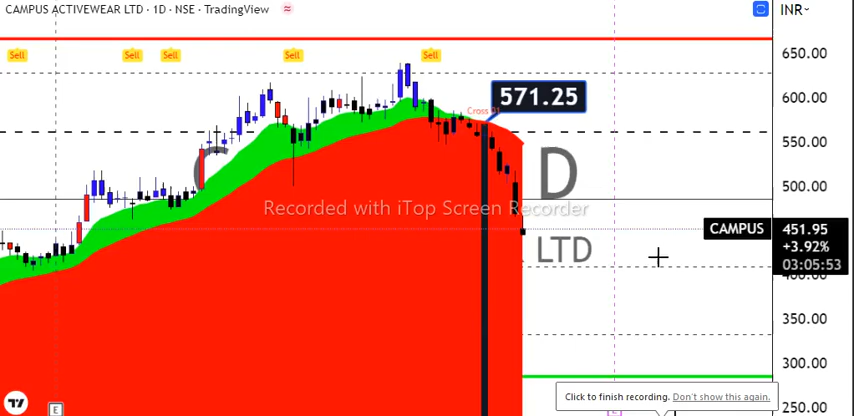 CAMPUS ACTIVEWEAR LTD · 1D · NSE · TradingView
INR
Sell
Sell
Sell
Sell
Sell
650.00
600.00
571.25
550.00
500.00
D
Recorded with iTop Screen Recorder
CAMPUS
451.95
+3.92%
03:05:53
LTD
400.00
350.00
300.00
Click to finish recording. Don't show this again.
250.00
E